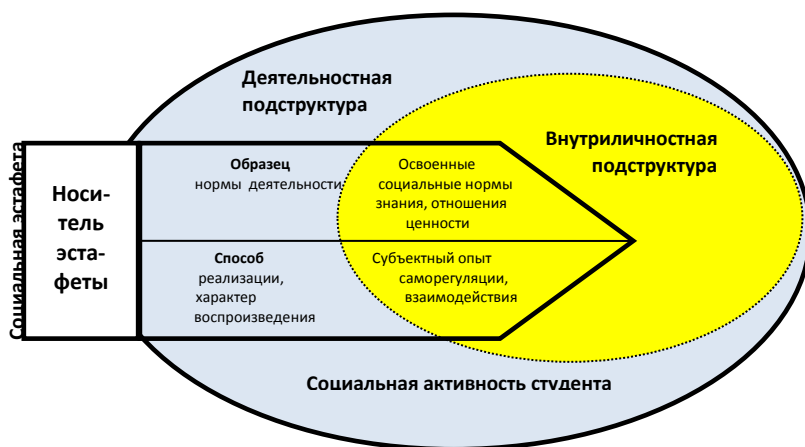 Деятельностная
подструктура
Внутриличностная
подструктура
Социальная эстафета
Носи-
тель
эста-
феты
Образец
нормы деятельности
Освоенные
социальные нормы
знания, отношения
ценности
Способ
реализации,
характер
воспроизведения
Субъектный опыт
саморегуляции,
взаимодействия
Социальная активность студента